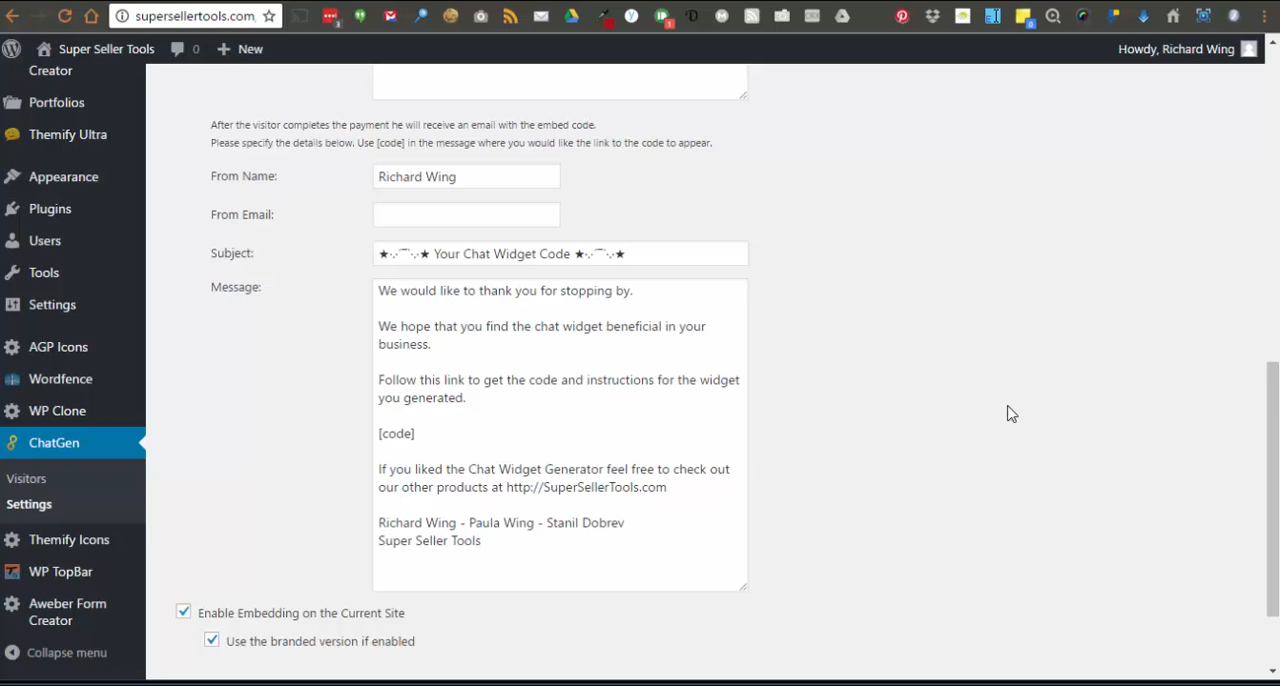 supersellertools.com
Super Seller Tools 0 New Howdy, Richard Wing
Creator
Portfolios
Themify Ultra
Appearance
Plugins
Users
Tools
Settings
AGP Icons
Wordfence
WP Clone
ChatGen
Visitors
Settings
Themify Icons
WP TopBar
Aweber Form
Creator
Collapse menu
After the visitor completes the payment he will receive an email with the embed code.
Please specify the details below. Use [code] in the message where you would like the link to the code to appear.
From Name: Richard Wing
From Email:
Subject: ★ Your Chat Widget Code ★
Message:
We would like to thank you for stopping by.
We hope that you find the chat widget beneficial in your
business.
Follow this link to get the code and instructions for the widget
you generated.
[code]
If you liked the Chat Widget Generator feel free to check out
our other products at http://SuperSellerTools.com
Richard Wing - Paula Wing - Stanil Dobrev
Super Seller Tools
Enable Embedding on the Current Site
Use the branded version if enabled